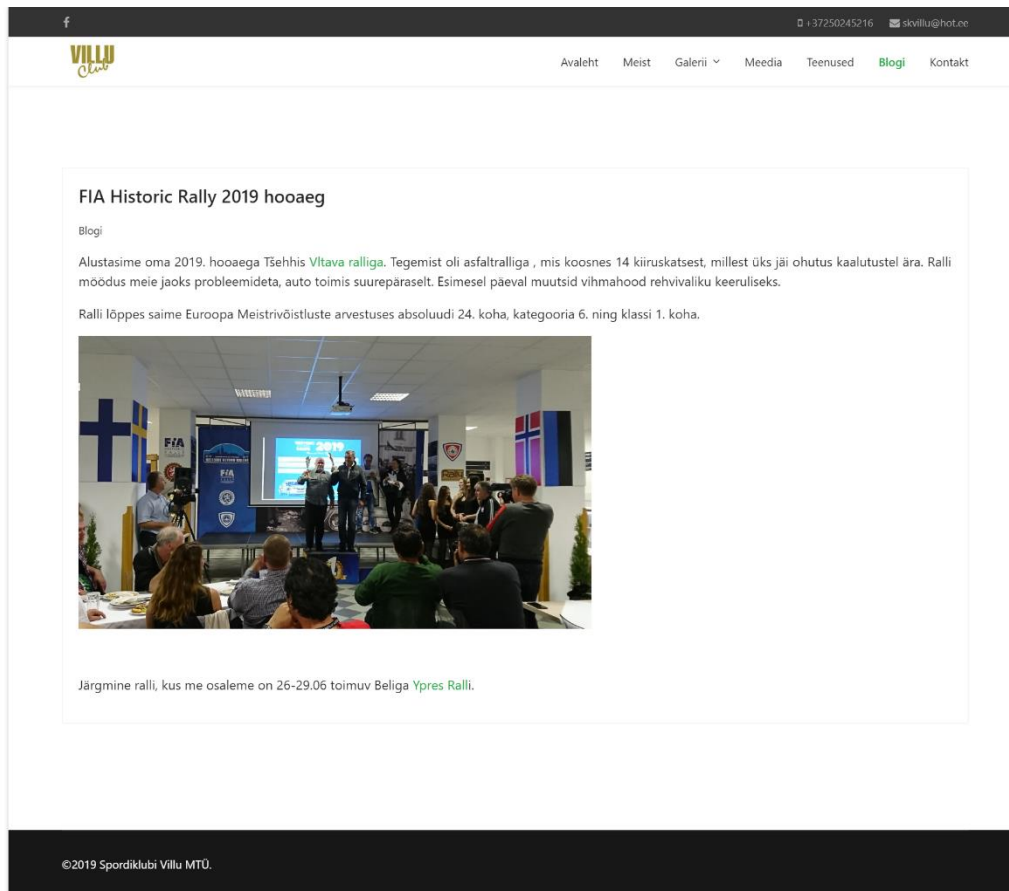 +37250245216 skvillu@hot.ee
VILLU
Club
Avaleht Meist Galerii Meedia Teenused Blogi Kontakt
FIA Historic Rally 2019 hooaeg
Blogi
Alustasime oma 2019. hooaega Tšehhis Vltava ralliga. Tegemist oli asfaltralliga , mis koosnes 14 kiiruskatsest, millest üks jäi ohutus kaalutustel ära. Ralli
möödus meie jaoks probleemideta, auto toimis suurepäraselt. Esimesel päeval muutsid vihmahood rehvivaliku keeruliseks.
Ralli lõppes saime Euroopa Meistrivõistluste arvestuses absoluudi 24. koha, kategooria 6. ning klassi 1. koha.
FIA
FIA
2019
Järgmine ralli, kus me osaleme on 26-29.06 toimuv Beliga Ypres Ralli.
©2019 Spordiklubi Villu MTÜ.